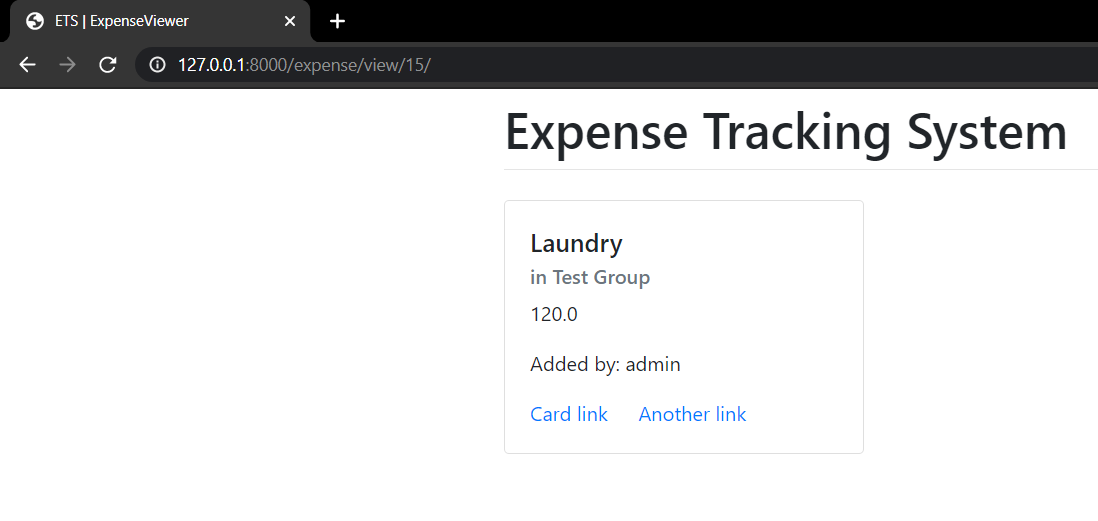 ETS | ExpenseViewer
127.0.0.1:8000/expense/view/15/
Expense Tracking System
Laundry
in Test Group
120.0
Added by: admin
Card link Another link